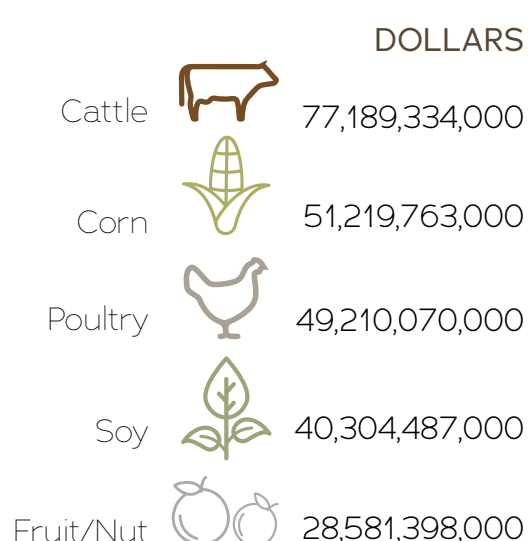 DOLLARS
Cattle 77,189,334,000
Corn 51,219,763,000
Poultry 49,210,070,000
Soy 40,304,487,000
Fruit/Nut 28,581,398,000